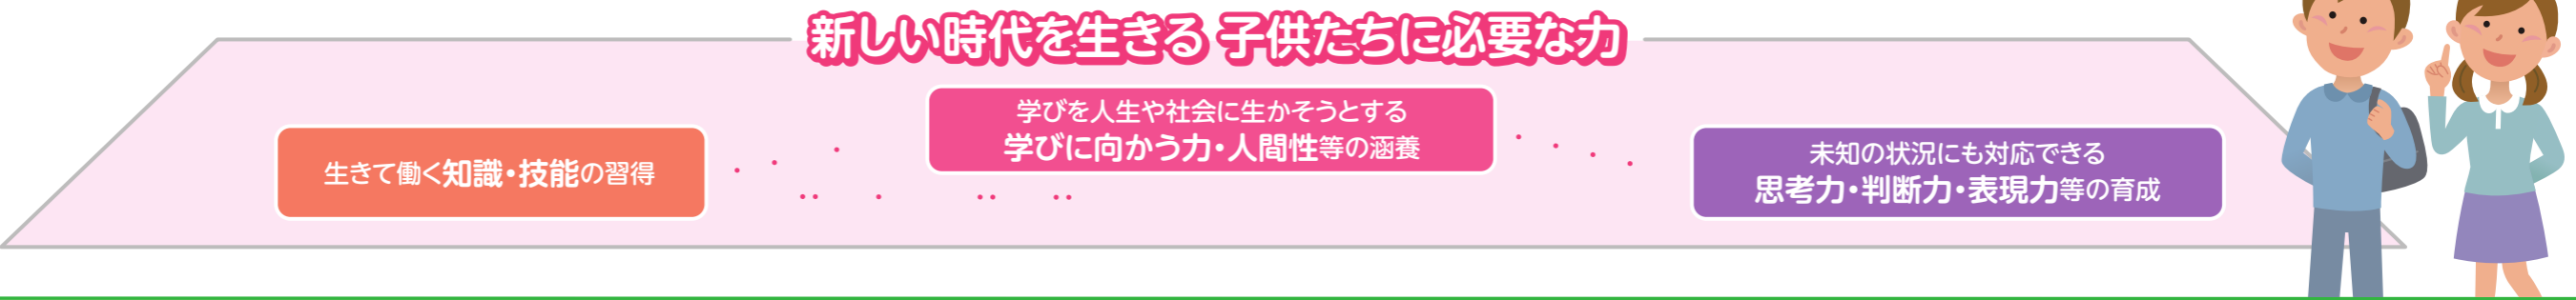 新しい時代を生きる 子供たちに必要な力
生きて働く知識・技能の習得
学びを人生や社会に生かそうとする
学びに向かう力・人間性等の涵養
未知の状況にも対応できる
思考力・判断力・表現力等の育成